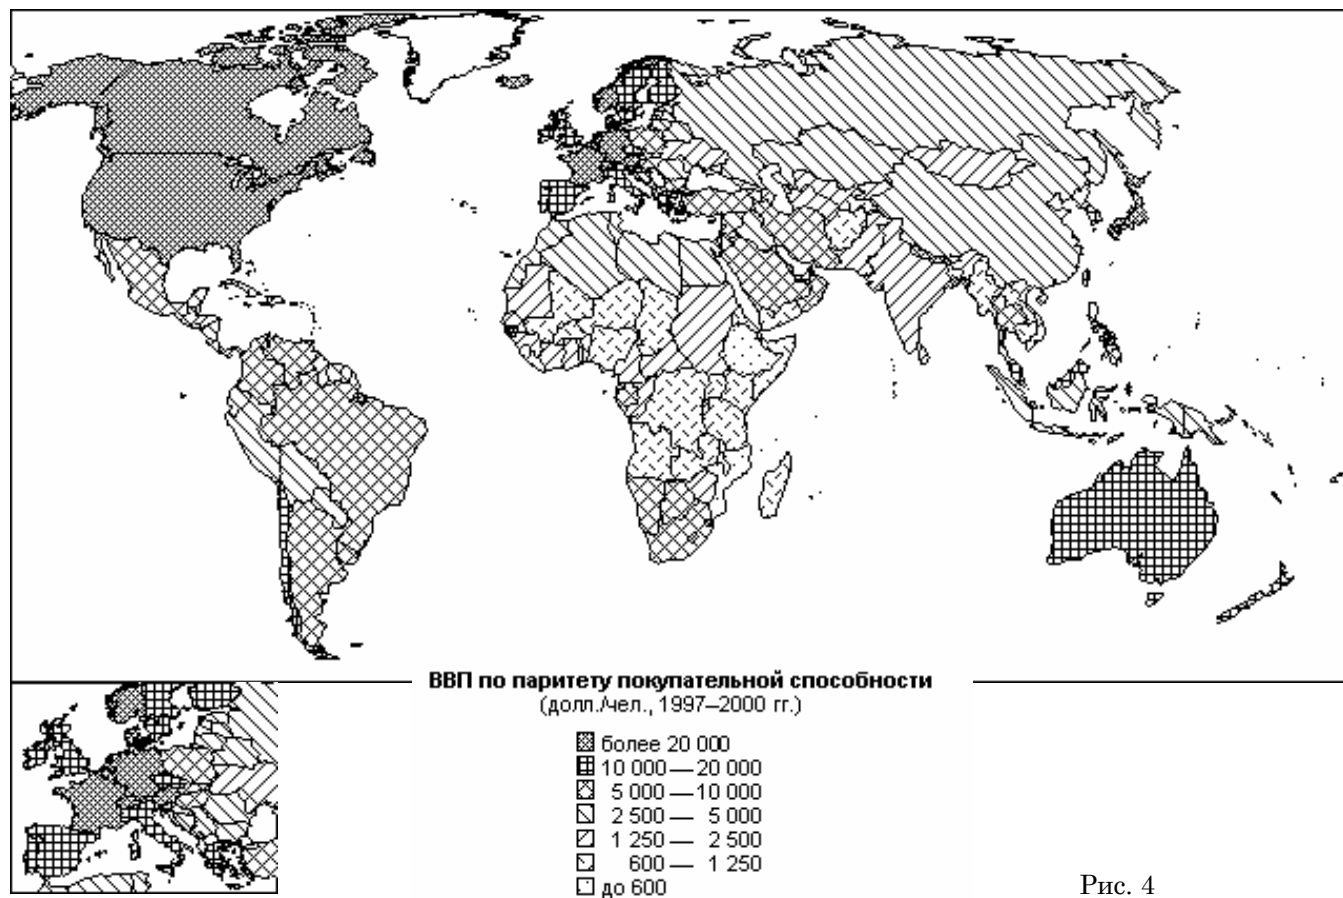 ВВП по паритету покупательной способности
(долл./чел., 1997–2000 гг.)
более 20 000
10 000 — 20 000
5 000 — 10 000
2 500 — 5 000
1 250 — 2 500
600 — 1 250
до 600
Рис. 4